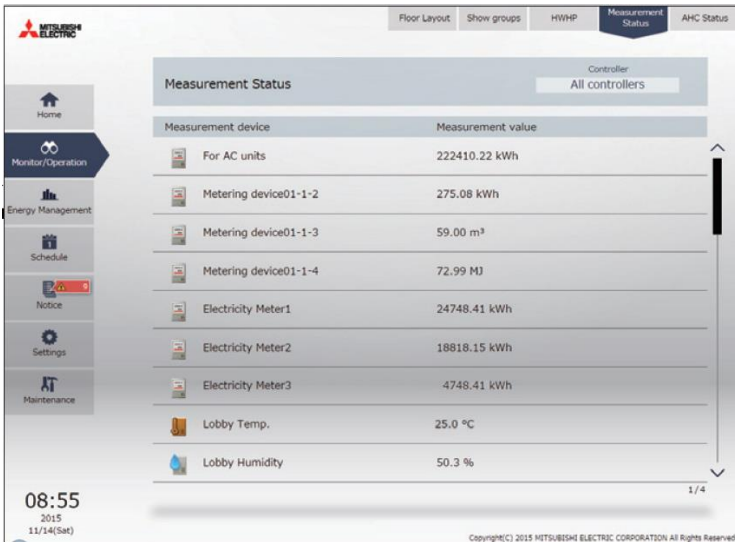 MITSUBISHI
ELECTRIC
Floor Layout
Show groups
HWHP
Measurement
Status
AHC Status
Measurement Status
Controller
All controllers
Home
Monitor/Operation
Energy Management
Schedule
Notice
Settings
Maintenance
Measurement device Measurement value
For AC units 222410.22 kWh
Metering device01-1-2 275.08 kWh
Metering device01-1-3 59.00 m³
Metering device01-1-4 72.99 MJ
Electricity Meter1 24748.41 kWh
Electricity Meter2 18818.15 kWh
Electricity Meter3 4748.41 kWh
Lobby Temp. 25.0 °C
Lobby Humidity 50.3 %
1/4
08:55
2015
11/14(Sat)
Copyright(C) 2015 MITSUBISHI ELECTRIC CORPORATION All Rights Reserved